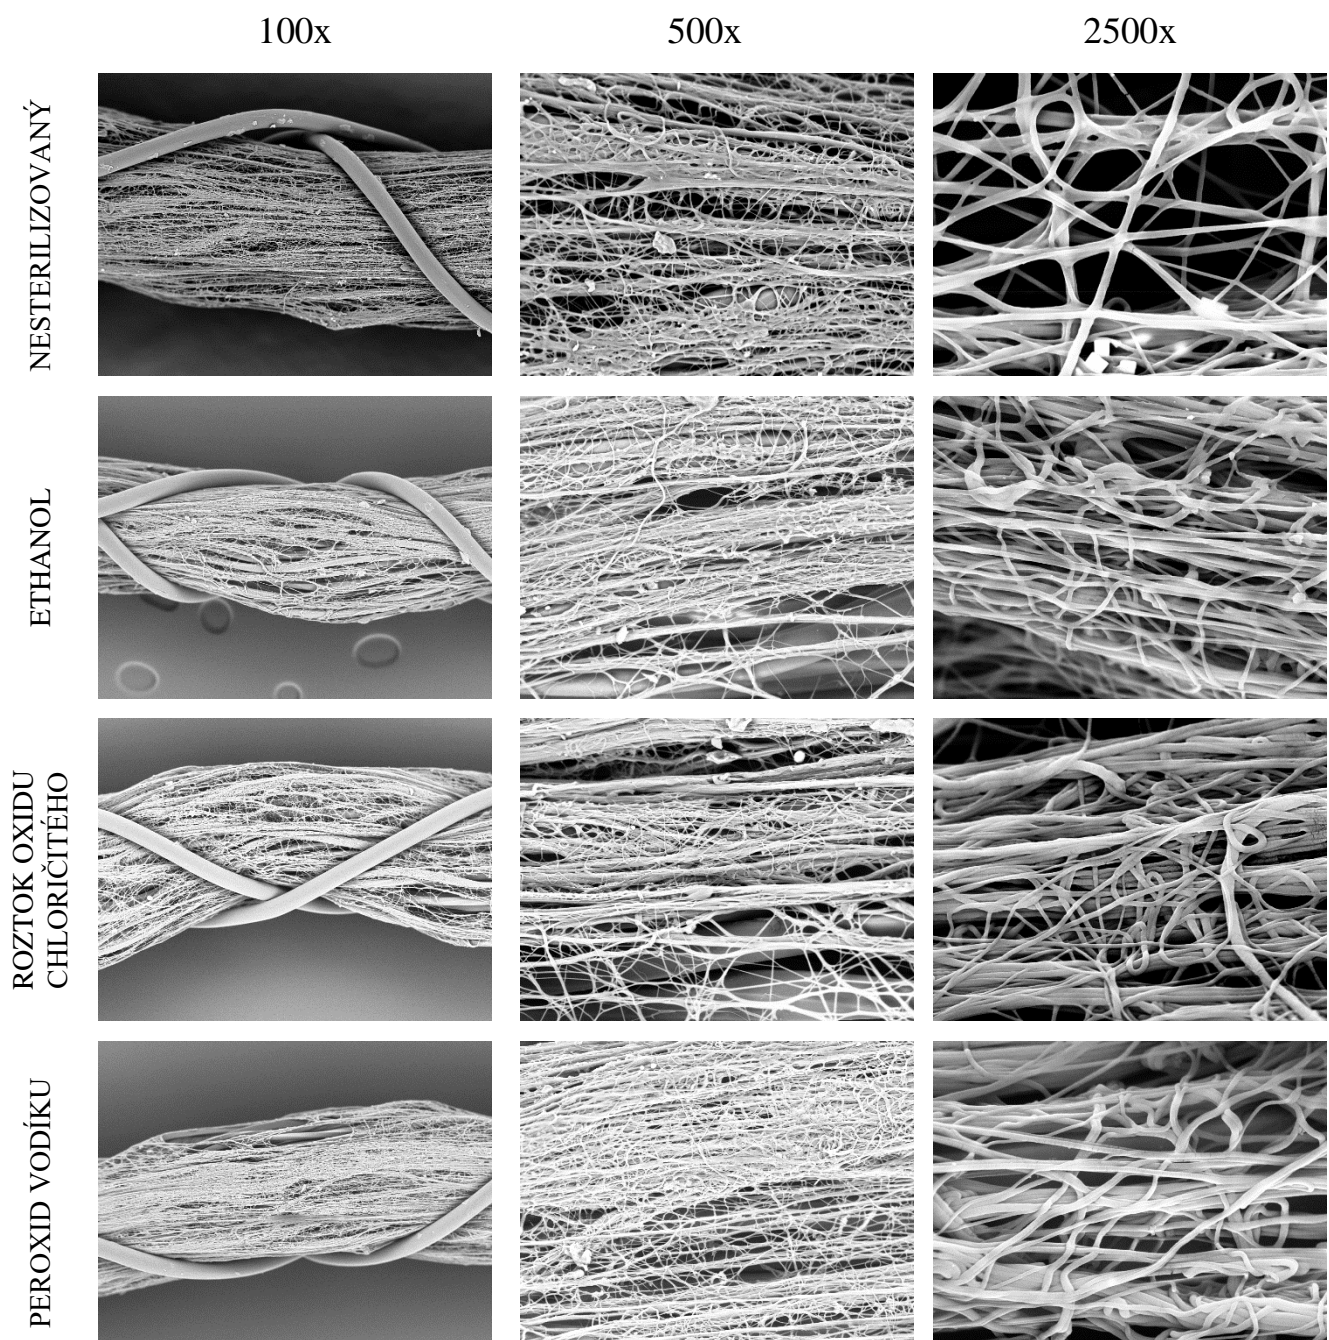 100x
500x
2500x
NESTERILIZOVANÝ
ETHANOL
ROZTOK OXIDU
CHLORIČITÉHO
PEROXID VODÍKU